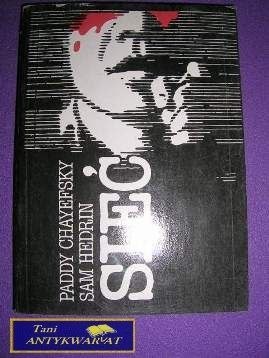 PADDY CHAYEFSKY
SAM HEDRIN
SIEĆ
Tani
ANTYKWARIAT